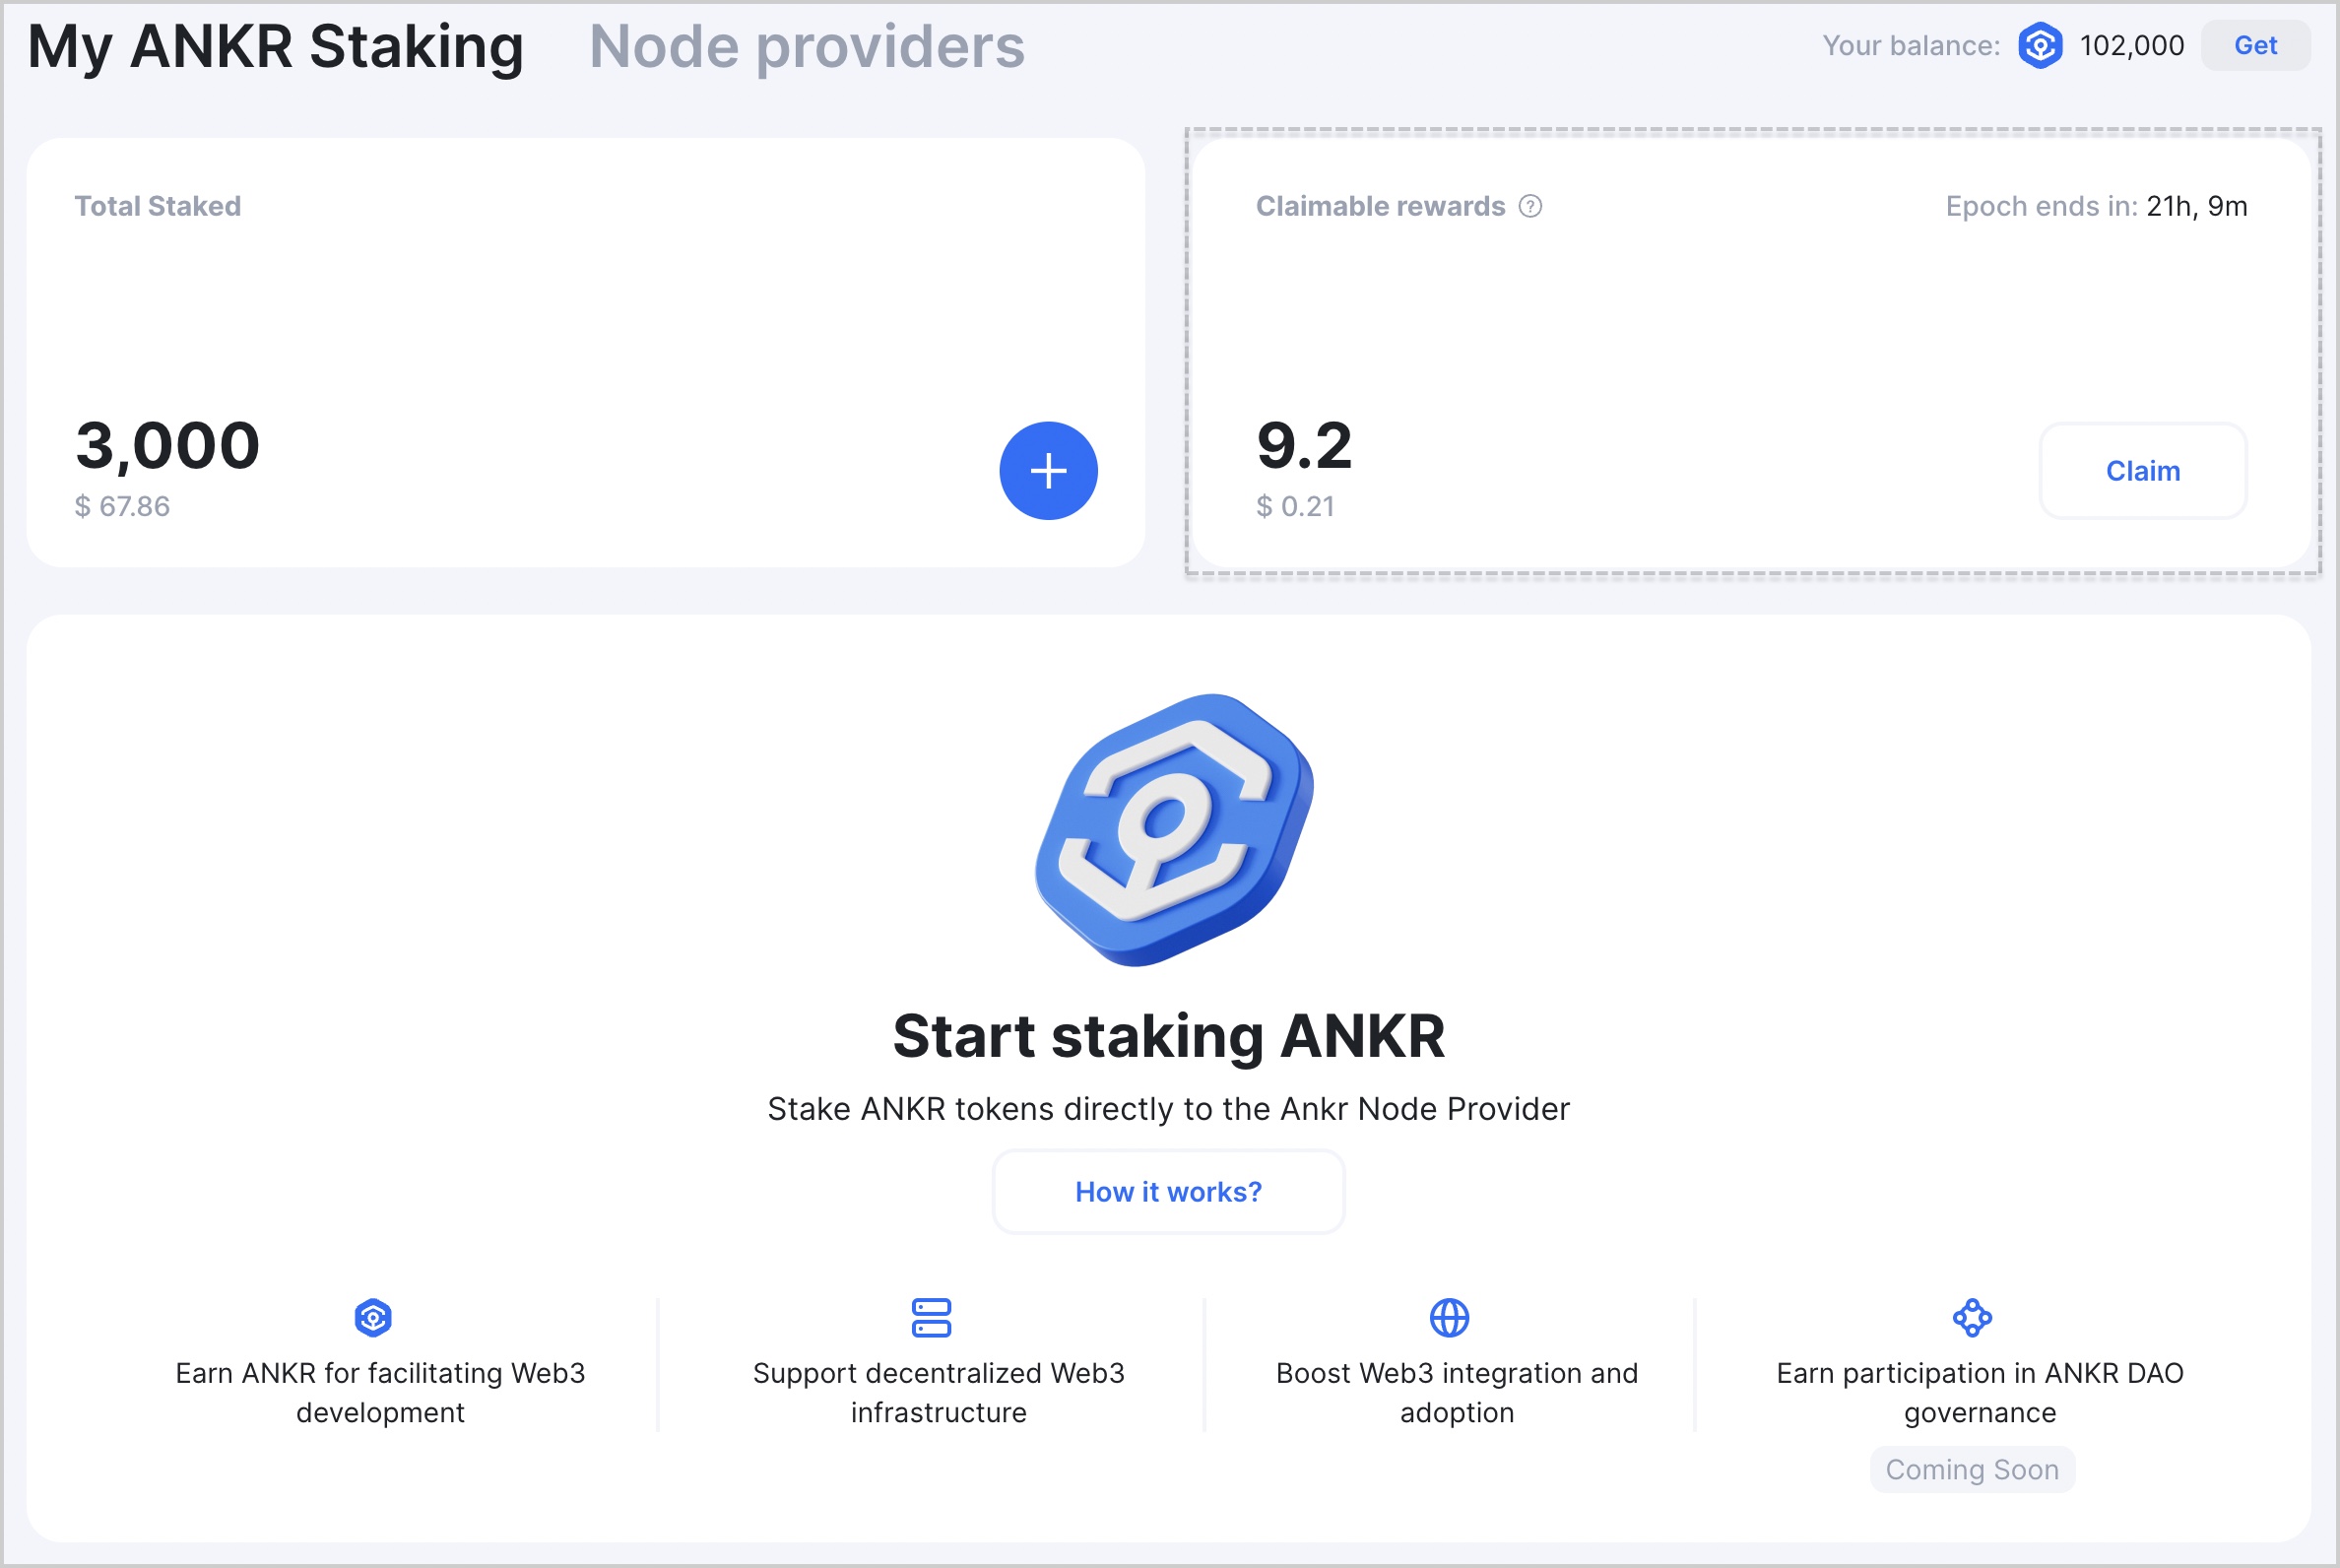 My ANKR Staking
Node providers
Your balance: 102,000 Get
Total Staked
3,000
$ 67.86
Claimable rewards ?
Epoch ends in: 21h, 9m
9.2
$ 0.21
Claim
Start staking ANKR
Stake ANKR tokens directly to the Ankr Node Provider
How it works?
Earn ANKR for facilitating Web3
development
Support decentralized Web3
infrastructure
Boost Web3 integration and
adoption
Earn participation in ANKR DAO
governance
Coming Soon